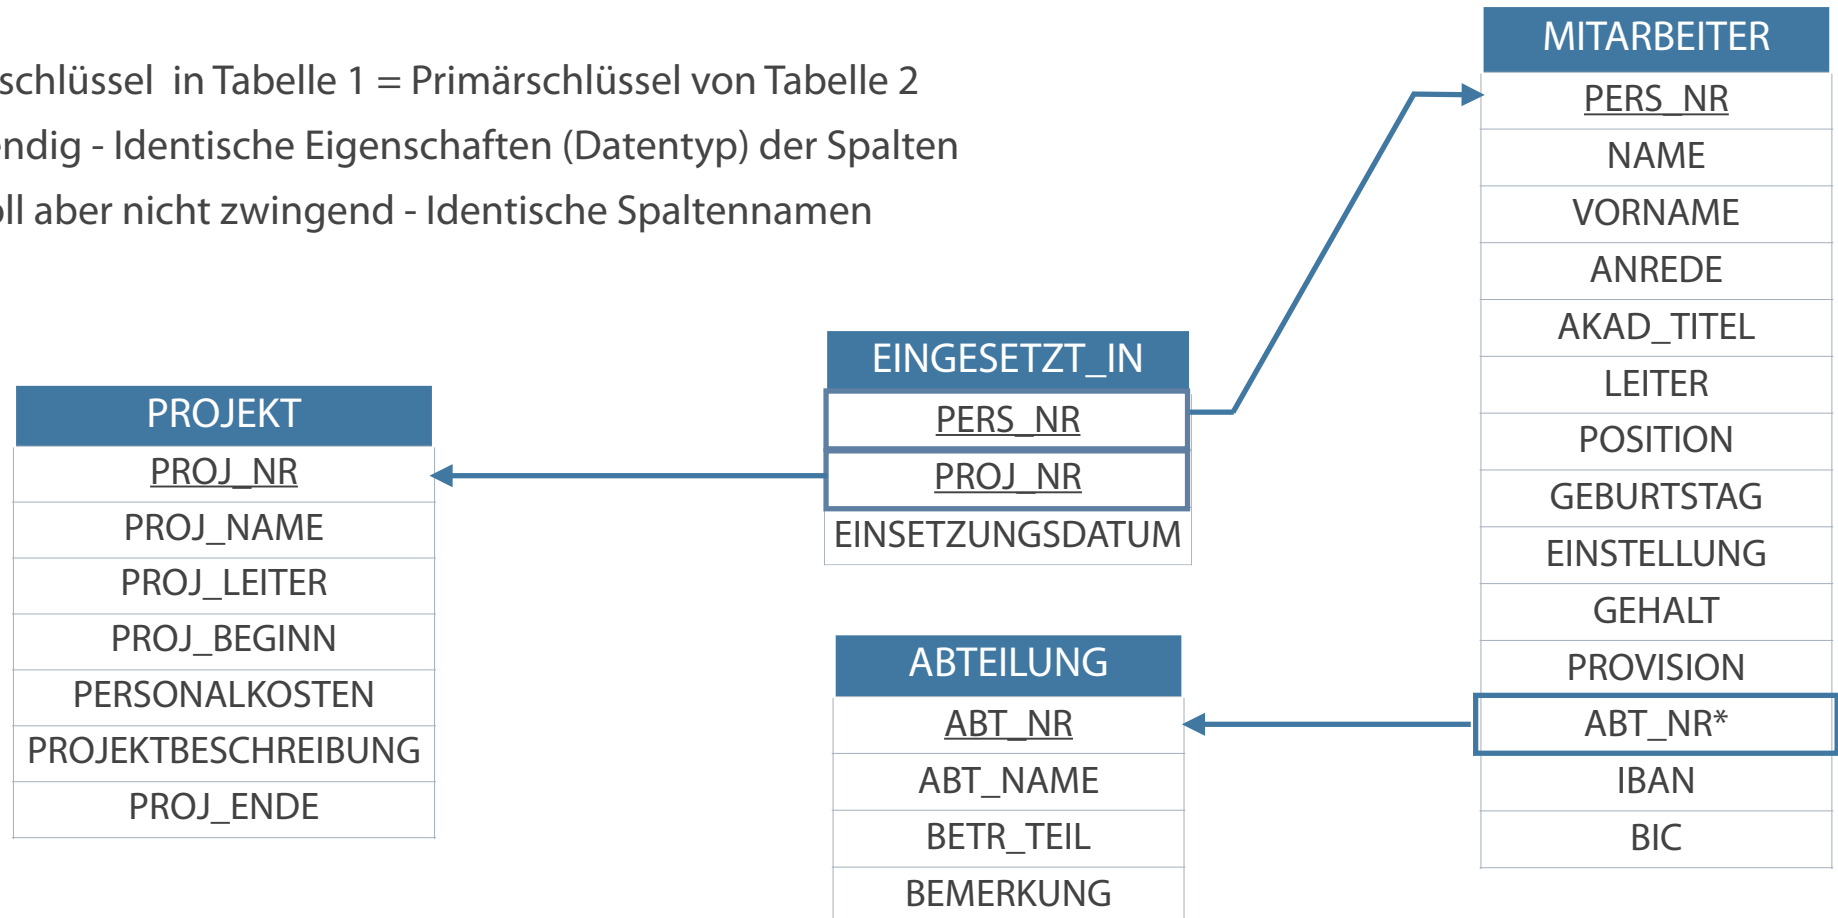 schlüssel in Tabelle 1 = Primärschlüssel von Tabelle 2
endig - Identische Eigenschaften (Datentyp) der Spalten
oll aber nicht zwingend - Identische Spaltennamen
PROJEKT
PROJ_NR
PROJ_NAME
PROJ_LEITER
PROJ_BEGINN
PERSONALKOSTEN
PROJEKTBESCHREIBUNG
PROJ_ENDE
EINGESETZT_IN
PERS_NR
PROJ_NR
EINSETZUNGSDATUM
ABTEILUNG
ABT_NR
ABT_NAME
BETR_TEIL
BEMERKUNG
MITARBEITER
PERS_NR
NAME
VORNAME
ANREDE
AKAD_TITEL
LEITER
POSITION
GEBURTSTAG
EINSTELLUNG
GEHALT
PROVISION
ABT_NR*
IBAN
BIC